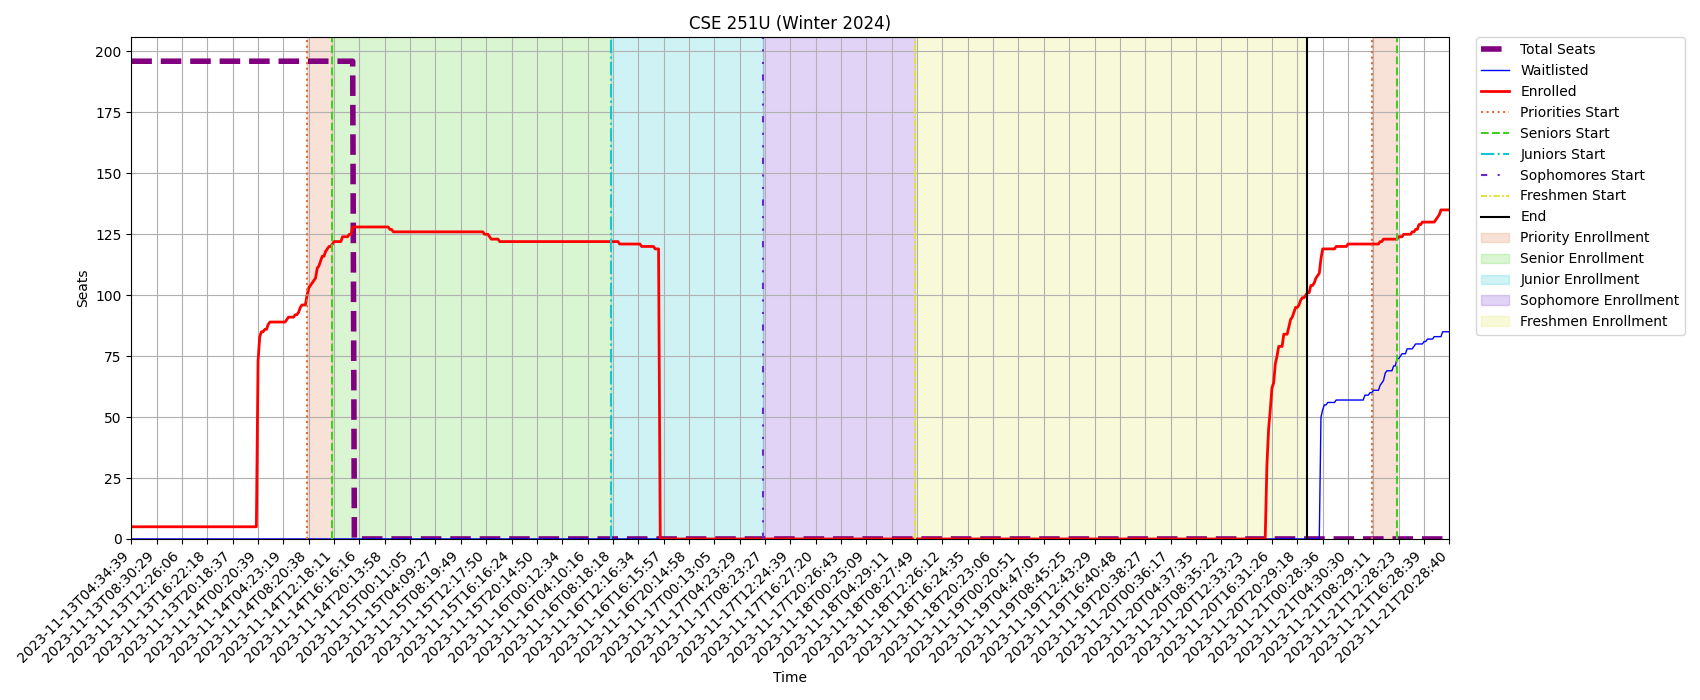 CSE 251U (Winter 2024)
Seats
200
175
150
125
100
75
50
25
0
2023-11-13T04:34:39
2023-11-13T08:30:29
2023-11-13T12:26:06
2023-11-13T16:22:18
2023-11-13T20:18:37
2023-11-14T00:20:39
2023-11-14T04:23:19
2023-11-14T08:20:38
2023-11-14T12:18:11
2023-11-14T16:16:16
2023-11-14T20:13:58
2023-11-15T00:11:05
2023-11-15T04:09:27
2023-11-15T08:19:49
2023-11-15T12:17:50
2023-11-15T16:16:24
2023-11-15T20:14:50
2023-11-16T00:12:34
2023-11-16T04:10:16
2023-11-16T08:18:18
2023-11-16T12:16:34
2023-11-16T16:15:57
2023-11-16T20:14:58
2023-11-17T00:13:05
2023-11-17T04:23:29
2023-11-17T08:23:27
2023-11-17T12:24:39
2023-11-17T16:27:20
2023-11-17T20:26:43
2023-11-18T00:25:09
2023-11-18T04:29:11
2023-11-18T08:27:49
2023-11-18T12:26:12
2023-11-18T16:24:35
2023-11-18T20:23:06
2023-11-19T00:20:51
2023-11-19T04:47:05
2023-11-19T08:45:25
2023-11-19T12:43:29
2023-11-19T16:40:48
2023-11-19T20:38:27
2023-11-20T00:36:17
2023-11-20T04:37:35
2023-11-20T08:35:22
2023-11-20T12:33:23
2023-11-20T16:31:26
2023-11-20T20:29:18
2023-11-21T00:28:36
2023-11-21T04:30:30
2023-11-21T08:29:11
2023-11-21T12:28:23
2023-11-21T16:28:39
2023-11-21T20:28:40
Time
Total Seats
Waitlisted
Enrolled
Priorities Start
Seniors Start
Juniors Start
Sophomores Start
Freshmen Start
End
Priority Enrollment
Senior Enrollment
Junior Enrollment
Sophomore Enrollment
Freshmen Enrollment